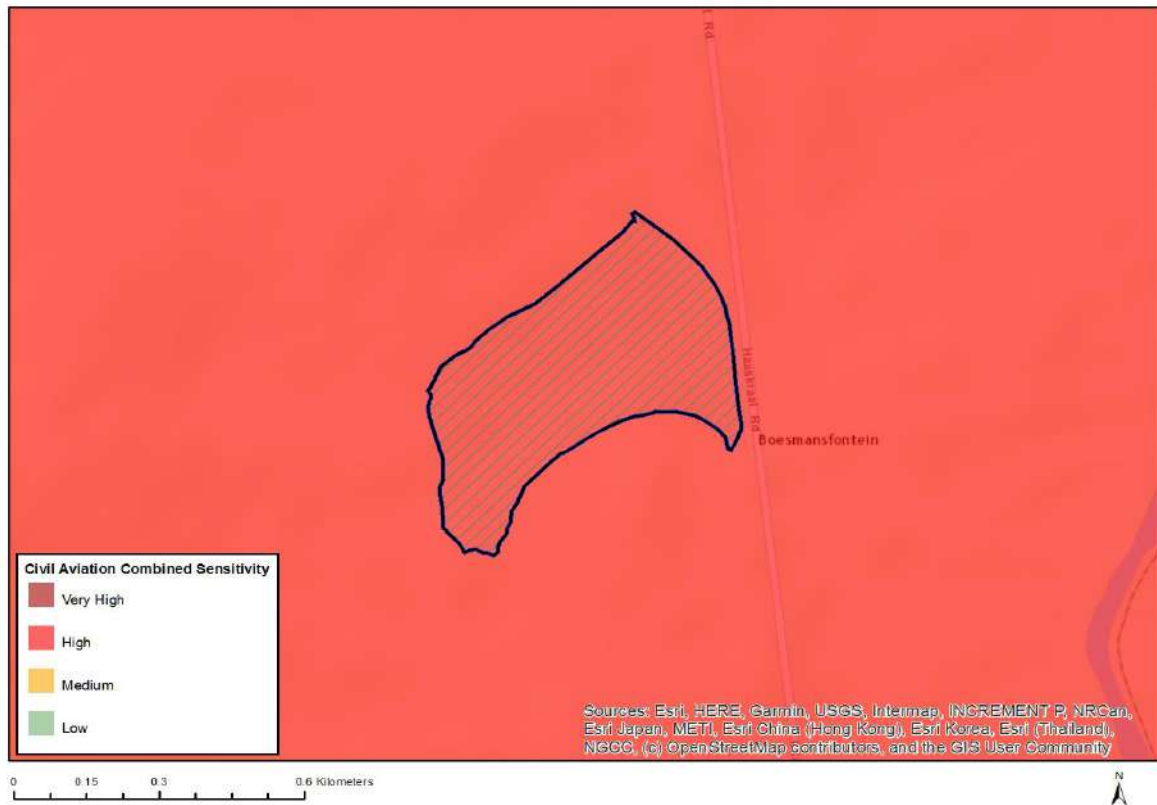 l Rd
Haaskraal Rd
Boesmansfontein
Civil Aviation Combined Sensitivity
Very High
High
Medium
Low
Sources: Esri, HERE, Garmin, USGS, Intermap, INCREMENT P, NRCan,
Esri Japan, METI, Esri China (Hong Kong), Esri Korea, Esri (Thailand),
NGCC, (c) OpenStreetMap contributors, and the GIS User Community
0 0.15 0.3 0.6 Kilometers
N